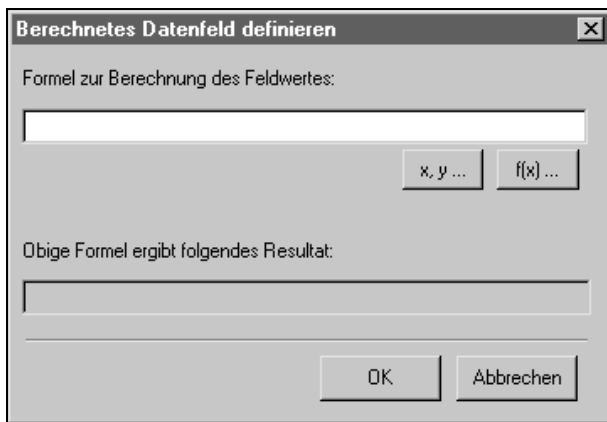 Berechnetes Datenfeld definieren
Formel zur Berechnung des Feldwertes:
x, y ... f(x) ...
Obige Formel ergibt folgendes Resultat:
OK Abbrechen